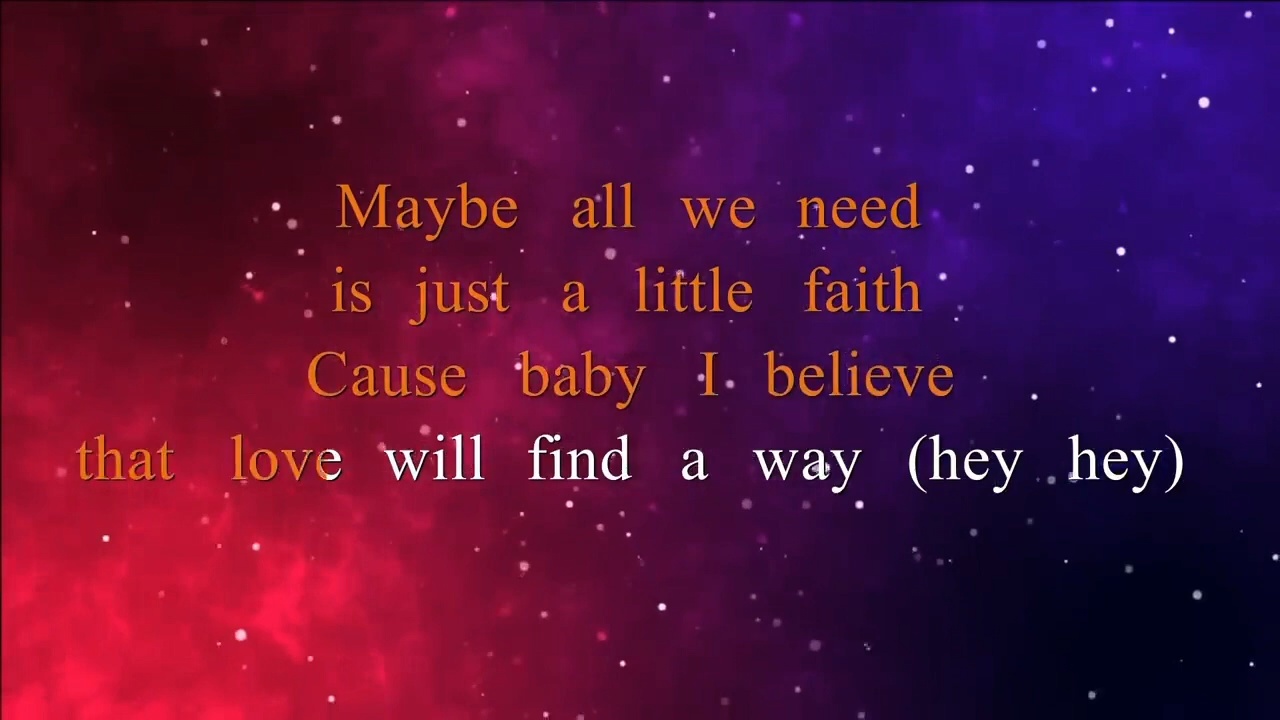 Maybe all we need
is just a little faith
Cause baby I believe
that love will find a way (hey hey)